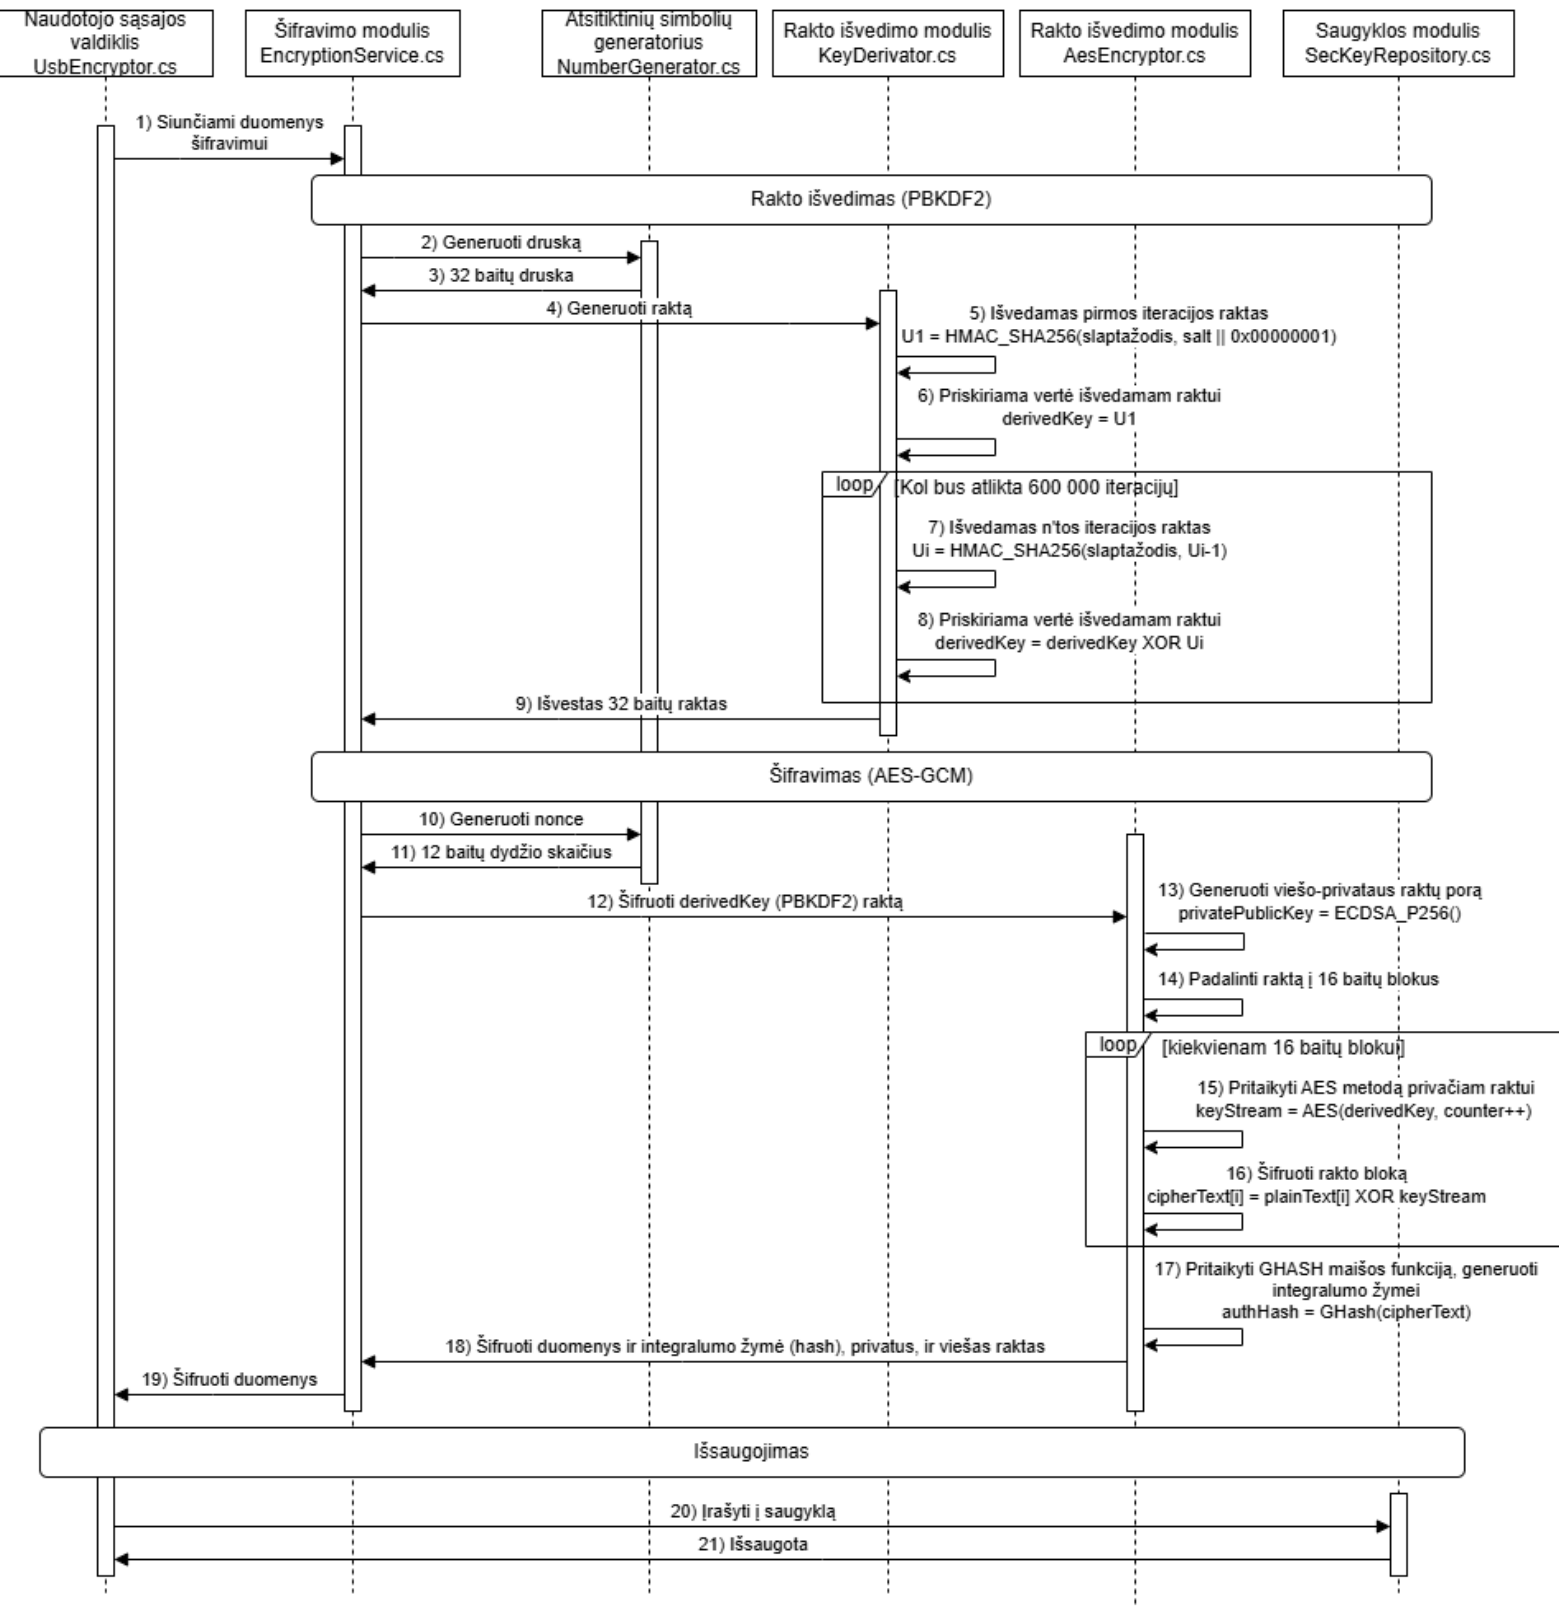 Naudotojo sąsajos
valdiklis
UsbEncryptor.cs
Šifravimo modulis
EncryptionService.cs
Atsitiktinių simbolių
generatorius
NumberGenerator.cs
Rakto išvedimo modulis
KeyDerivator.cs
Rakto išvedimo modulis
AesEncryptor.cs
Saugyklos modulis
SecKeyRepository.cs
1) Siunčiami duomenys
šifravimui
Rakto išvedimas (PBKDF2)
2) Generuoti druską
3) 32 baitų druska
4) Generuoti raktą
5) Išvedamas pirmos iteracijos raktas
U1 = HMAC_SHA256(slaptažodis, salt || 0x00000001)
6) Priskiriama vertė išvedamam raktui
derivedKey = U1
loop
[Kol bus atlikta 600 000 iteracijų]
7) Išvedamas n'tos iteracijos raktas
Ui = HMAC_SHA256(slaptažodis, Ui-1)
8) Priskiriama vertė išvedamam raktui
derivedKey = derivedKey XOR Ui
9) Išvestas 32 baitų raktas
Šifravimas (AES-GCM)
10) Generuoti nonce
11) 12 baitų dydžio skaičius
12) Šifruoti derivedKey (PBKDF2) raktą
13) Generuoti viešo-privataus raktų porą
privatePublicKey = ECDSA_P256()
14) Padalinti raktą į 16 baitų blokus
loop
[kiekvienam 16 baitų blokui]
15) Pritaikyti AES metodą privačiam raktui
keyStream = AES(derivedKey, counter++)
16) Šifruoti rakto bloką
cipherText[i] = plainText[i] XOR keyStream
17) Pritaikyti GHASH maišos funkciją, generuoti
integralumo žymei
authHash = GHash(cipherText)
18) Šifruoti duomenys ir integralumo žymė (hash), privatus, ir viešas raktas
19) Šifruoti duomenys
Išsaugojimas
20) Įrašyti į saugyklą
21) Išsaugota